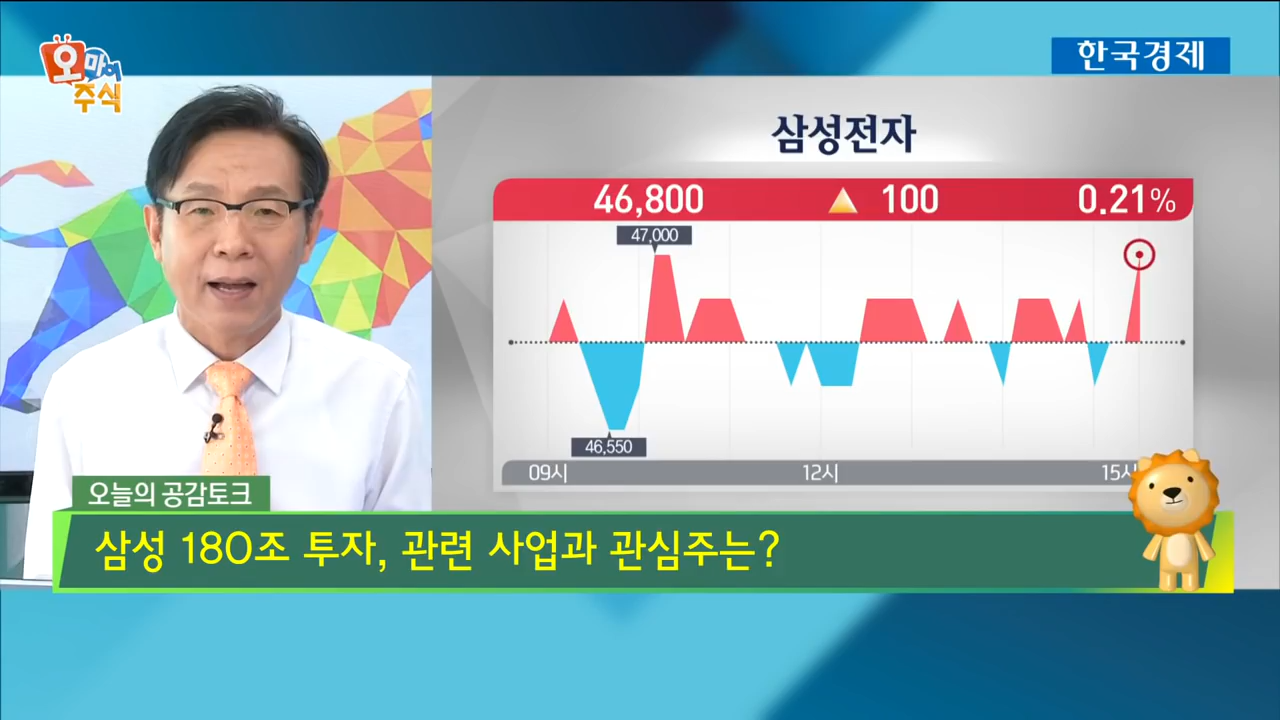 오마이
주식
한국경제
삼성전자
46,800 100 0.21%
47,000
46,550
09시 12시 15시
오늘의 공감토크
삼성 180조 투자, 관련 사업과 관심주는?